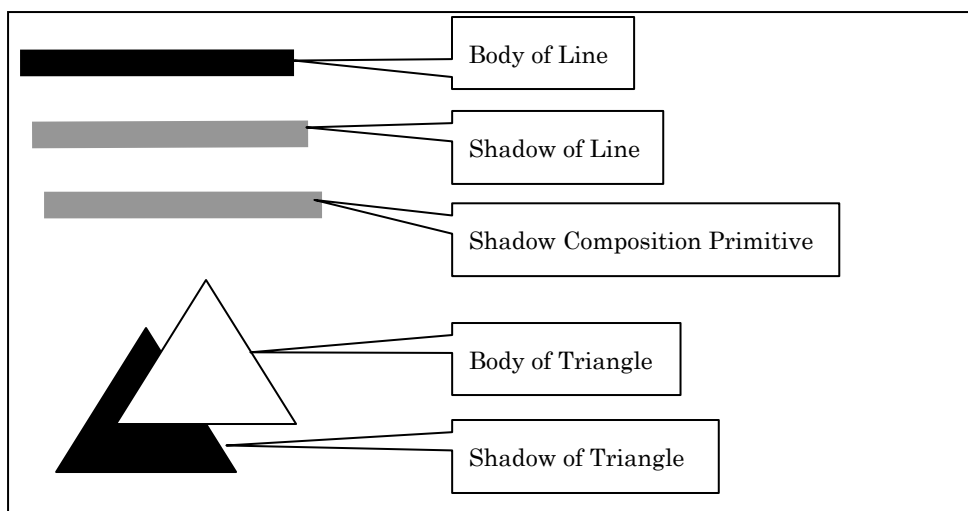 Body of Line
Shadow of Line
Shadow Composition Primitive
Body of Triangle
Shadow of Triangle